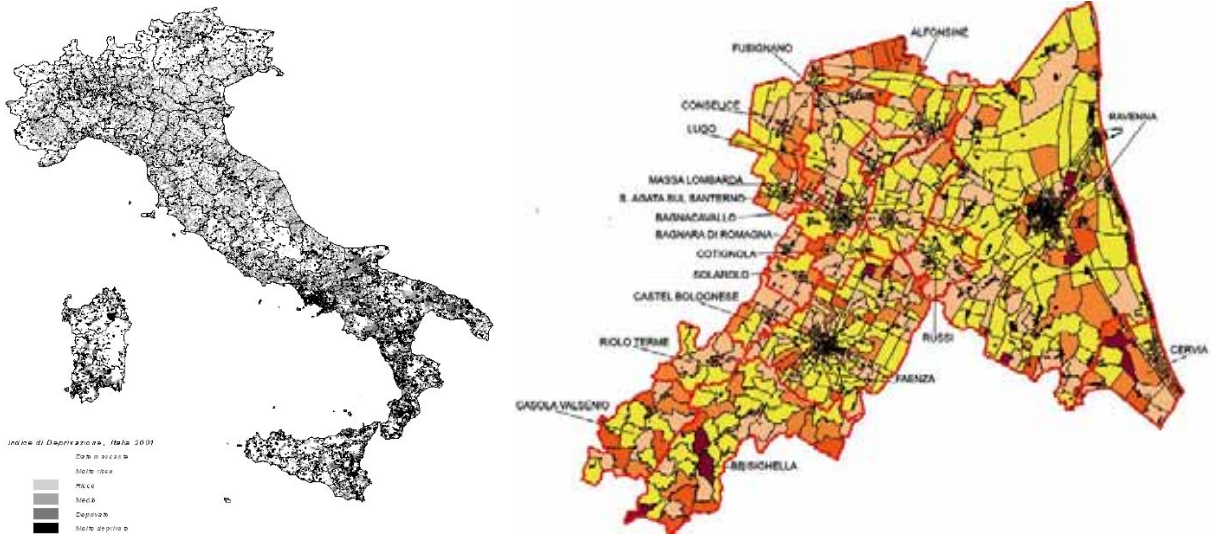 Indice di Deprivazione, Italia 2001
Dato mancante
Molto ricco
Ricco
Medio
Deprivato
Molto deprivato
ALFONSINE
FUSIGNANO
CONSELICE
RAVENNA
LUGO
MASSA LOMBARDA
S. AGATA SUL SANTERNO
BAGNACAVALLO
BAGNARA DI ROMAGNA
COTIGNOLA
SOLAROLO
CASTEL BOLOGNESE
RUSSI
RIOLO TERME
CERVIA
FAENZA
CASOLA VALSENIO
BRISIGHELLA